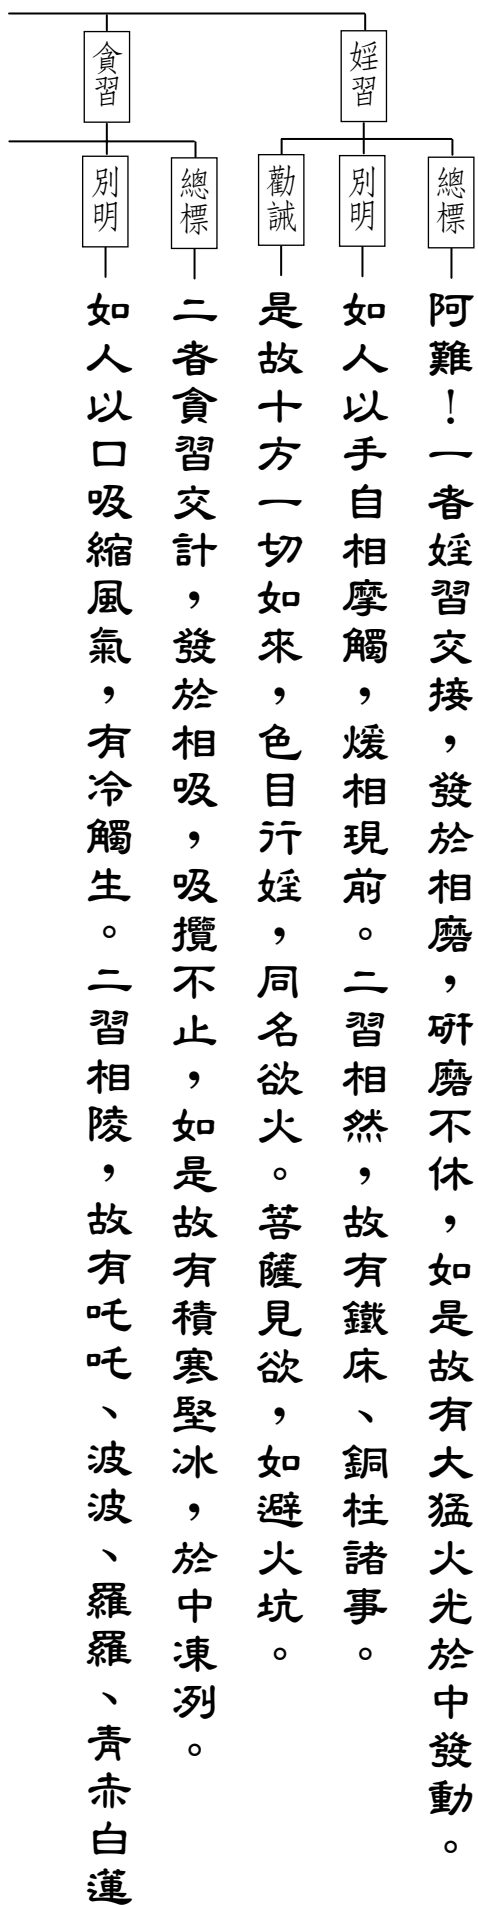 婬習
總標
阿難！一者婬習交接，發於相磨，研磨不休，如是故有大猛火光於中發動。
別明
如人以手自相摩觸，煖相現前。二習相然，故有鐵床、銅柱諸事。
勸誡
是故十方一切如來，色目行婬，同名欲火。菩薩見欲，如避火坑。
貪習
總標
二者貪習交計，發於相吸，吸攬不止，如是故有積寒堅冰，於中凍冽。
別明
如人以口吸縮風氣，有冷觸生。二習相陵，故有吒吒、波波、羅羅、青赤白蓮